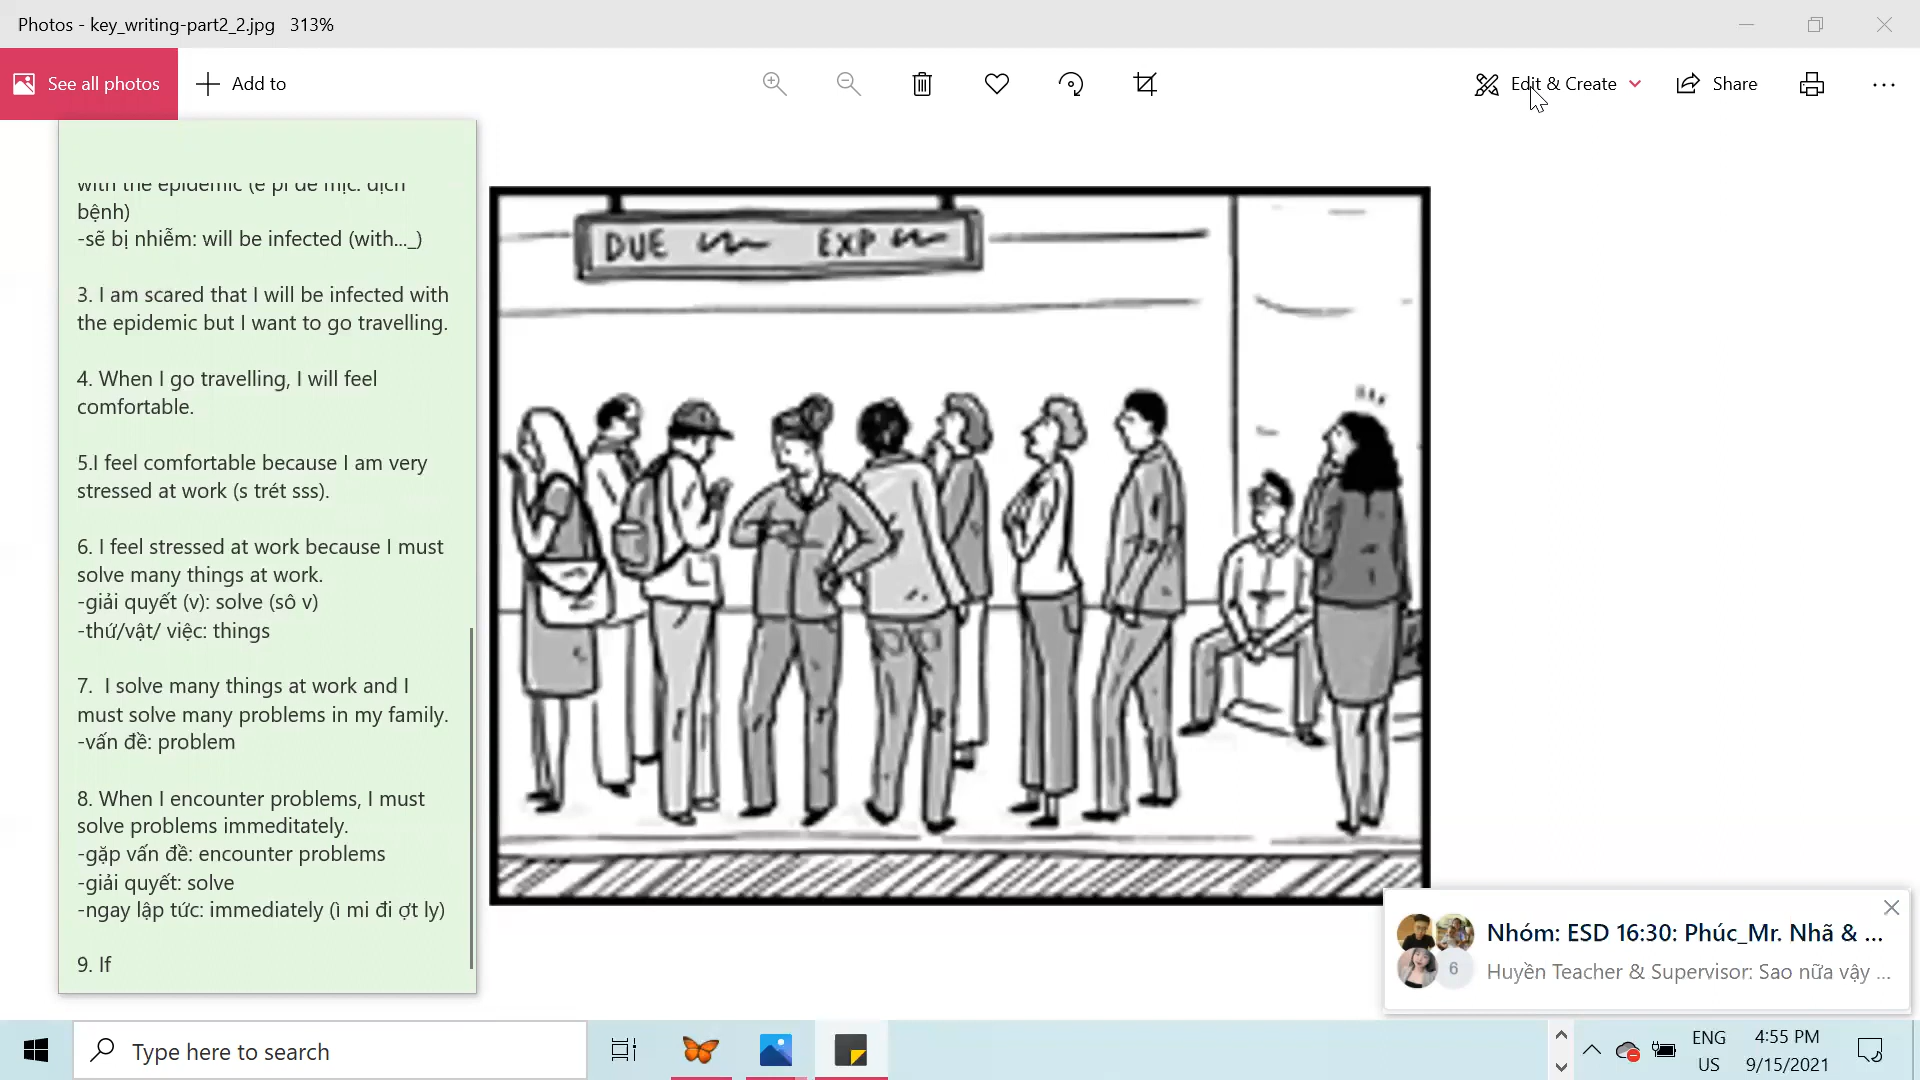 Photos - key_writing-part2_2.jpg 313%
See all photos
Add to
Edit & Create
Share
with the epidemic (e pi de mic: dịch
bệnh)
-sẽ bị nhiễm: will be infected (with..._)
3. I am scared that I will be infected with
the epidemic but I want to go travelling.
4. When I go travelling, I will feel
comfortable.
5.I feel comfortable because I am very
stressed at work (s trét sss).
6. I feel stressed at work because I must
solve many things at work.
-giải quyết (v): solve (sô v)
-thứ/vật/ việc: things
7. I solve many things at work and I
must solve many problems in my family.
-vấn đề: problem
8. When I encounter problems, I must
solve problems immeditately.
-gặp vấn đề: encounter problems
-giải quyết: solve
-ngay lập tức: immediately (ì mi đi ợt ly)
9. If
DUE EXP
6
Nhóm: ESD 16:30: Phúc_Mr. Nhã & ...
Huyền Teacher & Supervisor: Sao nữa vậy ...
Type here to search
ENG
US
4:55 PM
9/15/2021